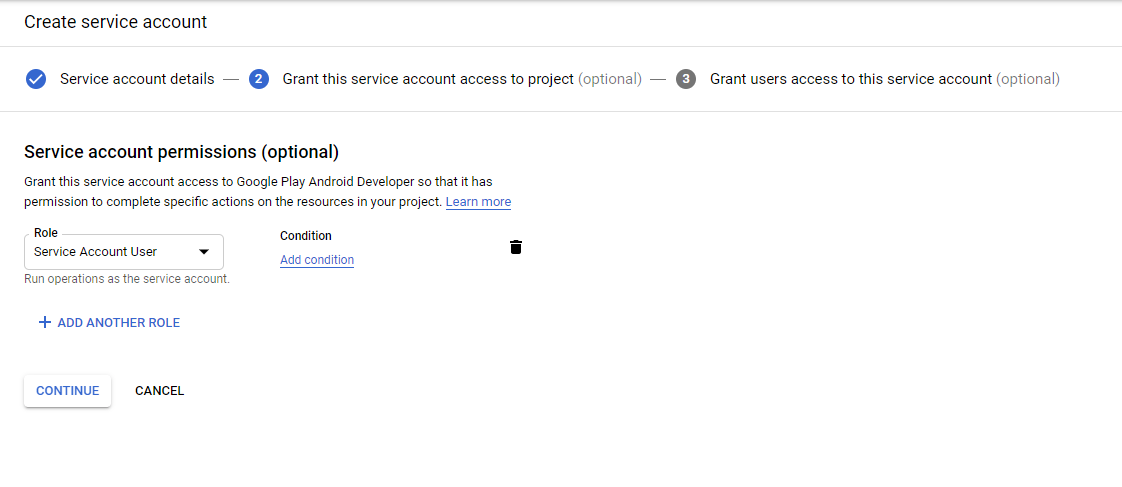 Create service account
Service account details
2 Grant this service account access to project (optional)
3 Grant users access to this service account (optional)
Service account permissions (optional)
Grant this service account access to Google Play Android Developer so that it has
permission to complete specific actions on the resources in your project. Learn more
Role
Service Account User
Run operations as the service account.
Condition
Add condition
ADD ANOTHER ROLE
CONTINUE
CANCEL